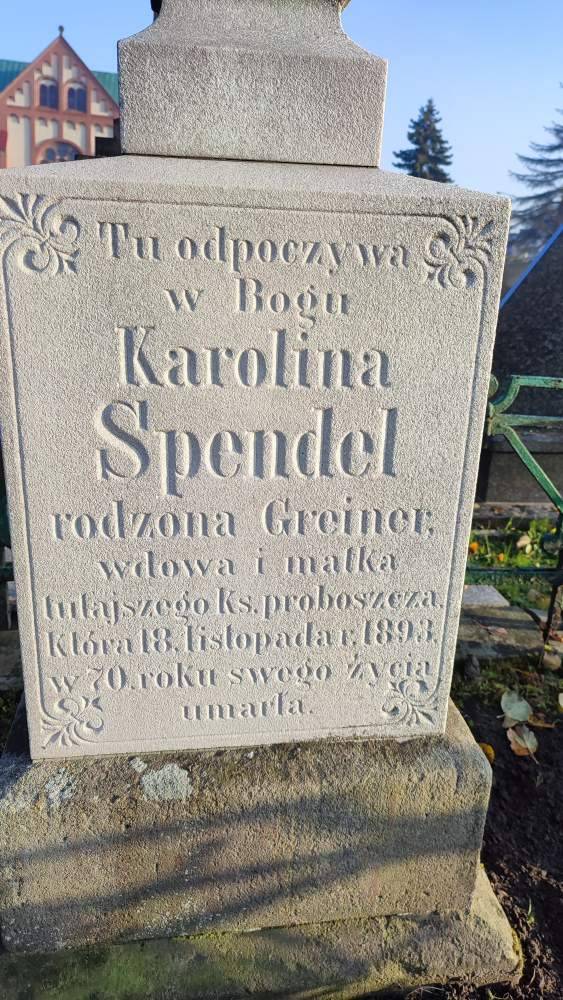 Tu odpoczywa
w Bogu
Karolina
Spendel
rodzona Greiner,
wdowa i matka
tutajszego Ks. proboszcza.
Która 18. listopada r. 1893.
w 70. roku swego życia
umarła.